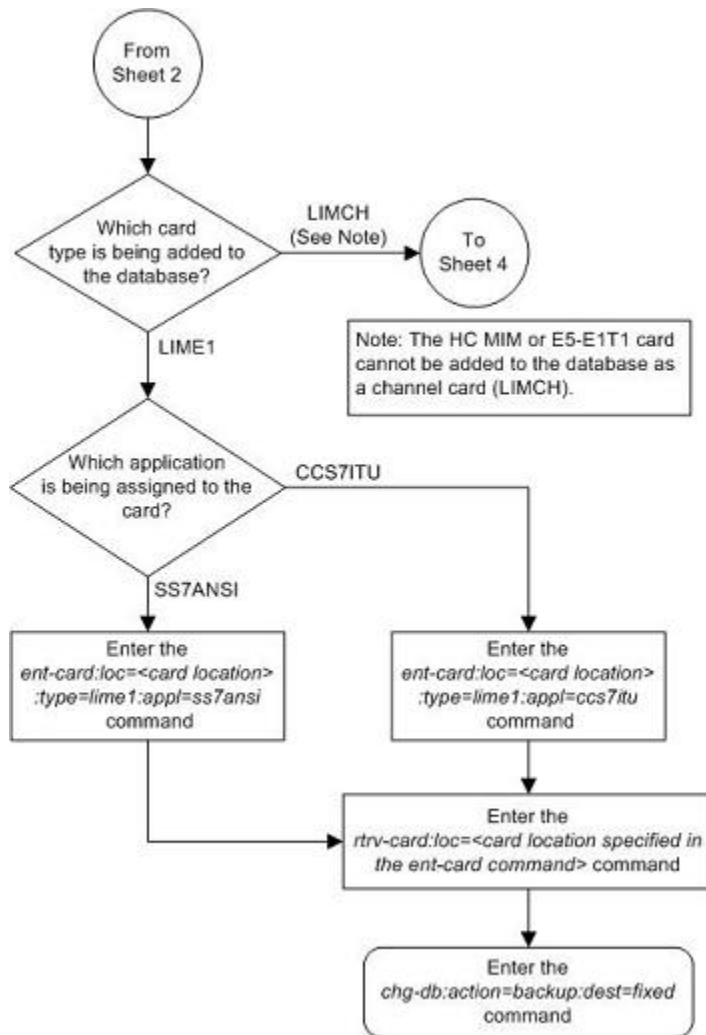 From
Sheet 2
Which card
type is being added to
the database?
LIMCH
(See Note)
To
Sheet 4
LIME1
Note: The HC MIM or E5-E1T1 card
cannot be added to the database as
a channel card (LIMCH).
Which application
is being assigned to the
card?
CCS7ITU
SS7ANSI
Enter the
ent-card:loc=<card location>
:type=lime1:appl=ss7ansi
command
Enter the
ent-card:loc=<card location>
:type=lime1:appl=ccs7itu
command
Enter the
rtrv-card:loc=<card location specified in
the ent-card command> command
Enter the
chg-db:action=backup:dest=fixed
command